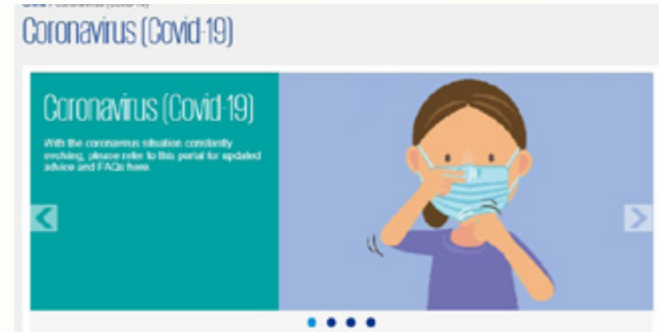 Coronavirus (Covid-19)
Coronavirus (Covid-19)
With the coronavirus situation constantly
evolving, please refer to this portal for updated
advice and FAQs here.